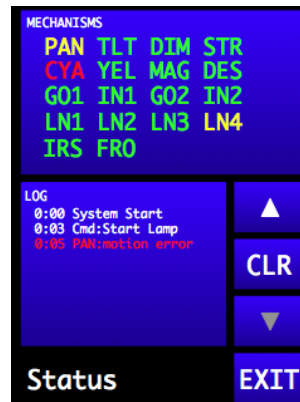 MECHANISMS
PAN TLT DIM STR
CYA YEL MAG DES
GO1 IN1 GO2 IN2
LN1 LN2 LN3 LN4
IRS FRO
LOG
0:00 System Start
0:03 Cmd:Start Lamp
0:05 PAN:motion error
CLR
Status
EXIT